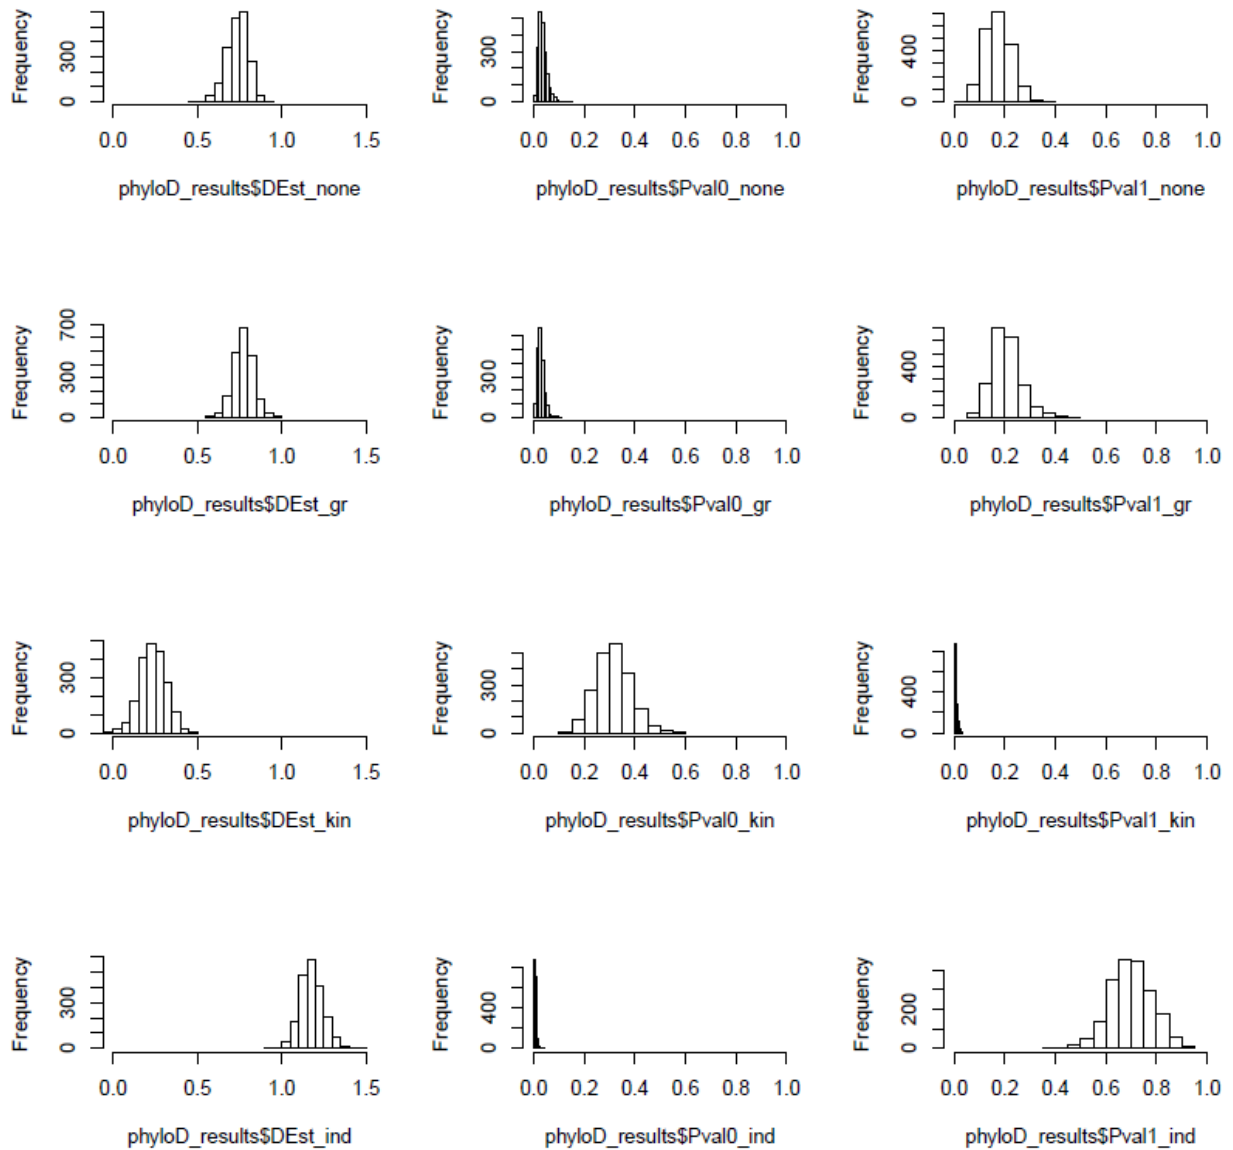 Frequency
300
0
0.0 0.5 1.0 1.5
phyloD_results$DEst_none
Frequency
300
0
0.0 0.2 0.4 0.6 0.8 1.0
phyloD_results$Pval0_none
Frequency
400
0
0.0 0.2 0.4 0.6 0.8 1.0
phyloD_results$Pval1_none
Frequency
700
300
0
0.0 0.5 1.0 1.5
phyloD_results$DEst_gr
Frequency
300
0
0.0 0.2 0.4 0.6 0.8 1.0
phyloD_results$Pval0_gr
Frequency
400
0
0.0 0.2 0.4 0.6 0.8 1.0
phyloD_results$Pval1_gr
Frequency
300
0
0.0 0.5 1.0 1.5
phyloD_results$DEst_kin
Frequency
300
0
0.0 0.2 0.4 0.6 0.8 1.0
phyloD_results$Pval0_kin
Frequency
400
0
0.0 0.2 0.4 0.6 0.8 1.0
phyloD_results$Pval1_kin
Frequency
300
0
0.0 0.5 1.0 1.5
phyloD_results$DEst_ind
Frequency
400
0
0.0 0.2 0.4 0.6 0.8 1.0
phyloD_results$Pval0_ind
Frequency
200
0
0.0 0.2 0.4 0.6 0.8 1.0
phyloD_results$Pval1_ind